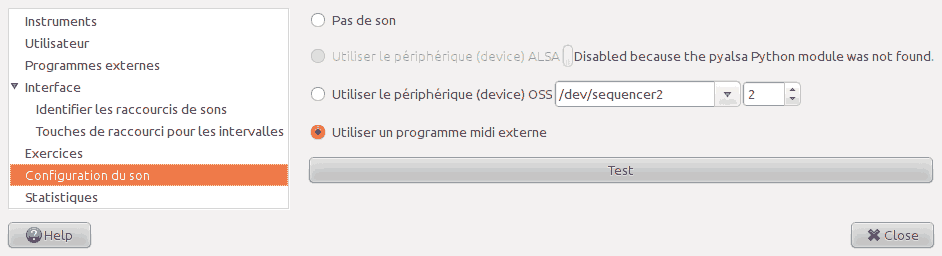 Instruments
Utilisateur
Programmes externes
Interface
Identifier les raccourcis de sons
Touches de raccourci pour les intervalles
Exercices
Configuration du son
Statistiques
Pas de son
Utiliser le périphérique (device) ALSA Disabled because the pyalsa Python module was not found.
Utiliser le périphérique (device) OSS /dev/sequencer2 2
Utiliser un programme midi externe
Test
Help
Close